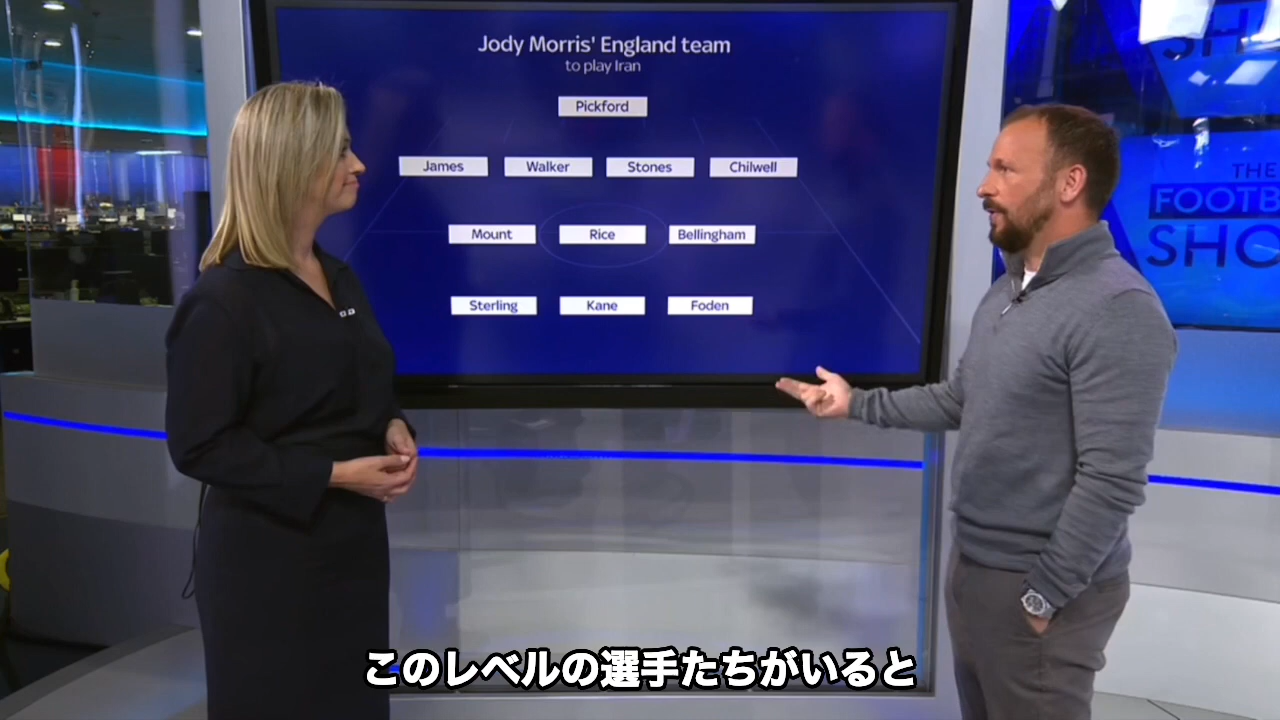 Jody Morris' England team
to play Iran
Pickford
James Walker Stones Chilwell
Mount Rice Bellingham
Sterling Kane Foden
THE
SHO
このレベルの選手たちがいると